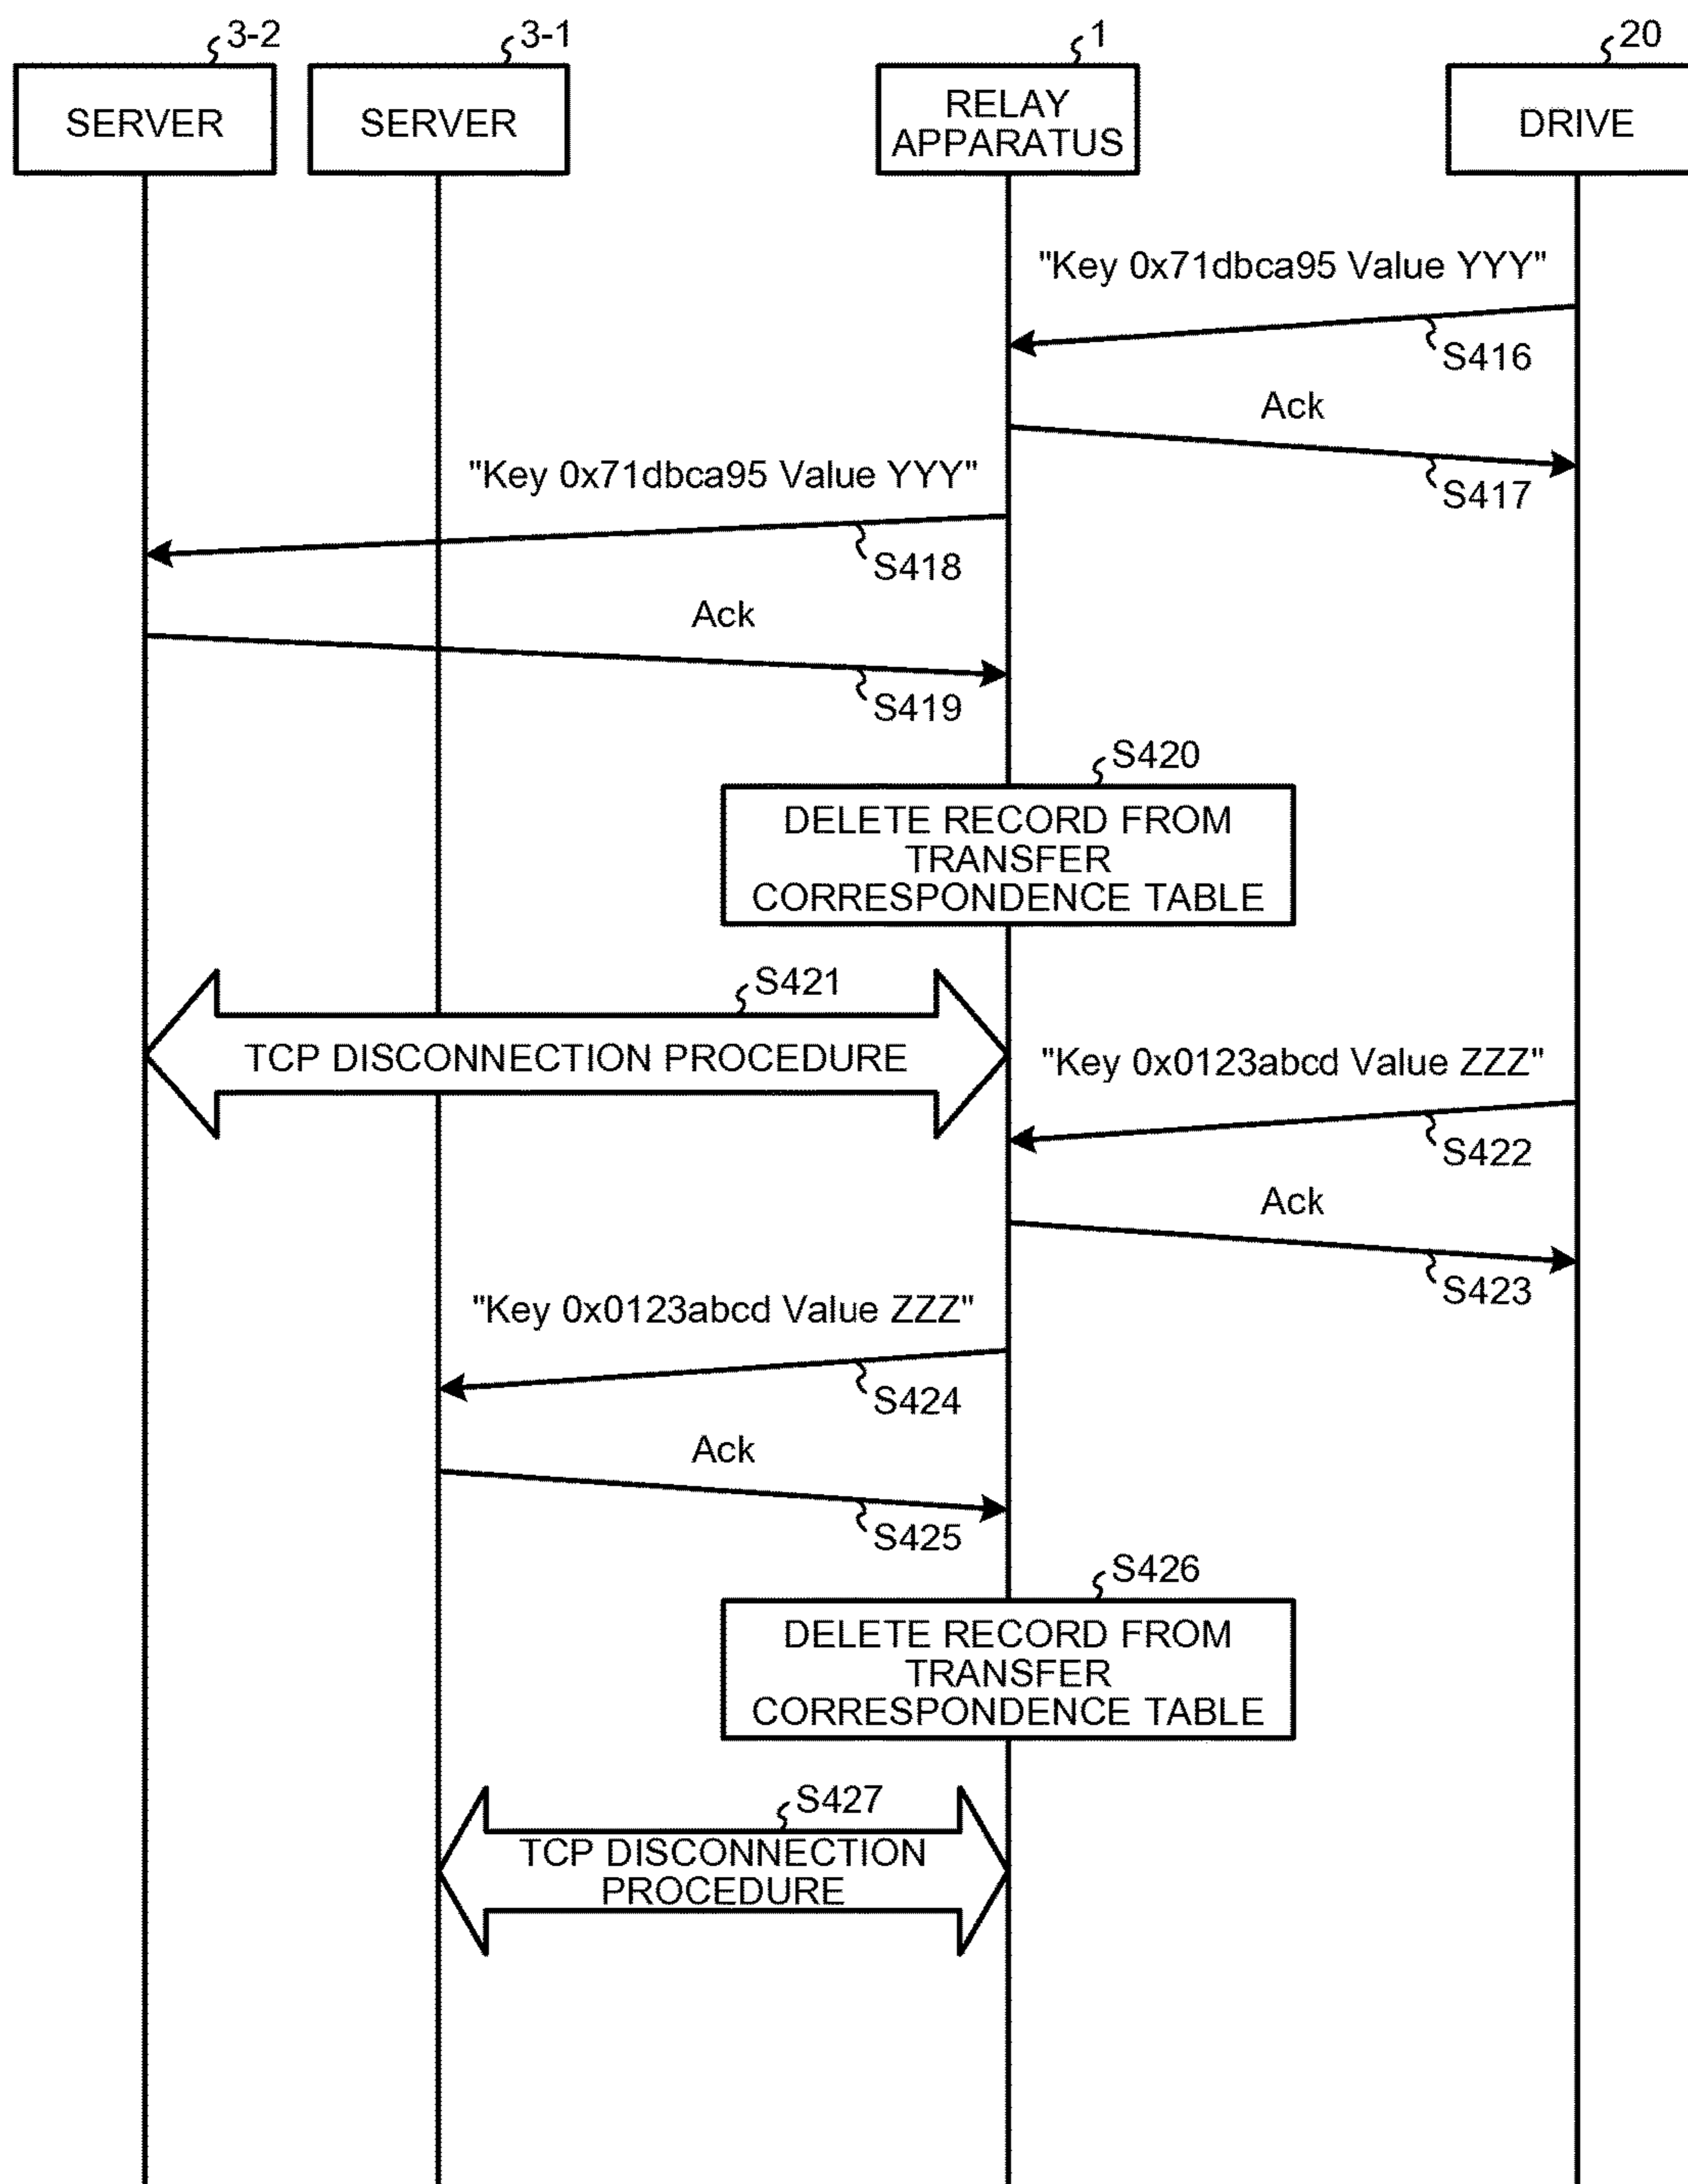 3-2
3-1
1
20
SERVER
SERVER
RELAY
APPARATUS
DRIVE
"Key 0x71dbca95 Value YYY"
S416
Ack
S417
"Key 0x71dbca95 Value YYY"
S418
Ack
S419
S420
DELETE RECORD FROM
TRANSFER
CORRESPONDENCE TABLE
S421
TCP DISCONNECTION PROCEDURE
"Key 0x0123abcd Value ZZZ"
S422
Ack
S423
"Key 0x0123abcd Value ZZZ"
S424
Ack
S425
S426
DELETE RECORD FROM
TRANSFER
CORRESPONDENCE TABLE
S427
TCP DISCONNECTION
PROCEDURE